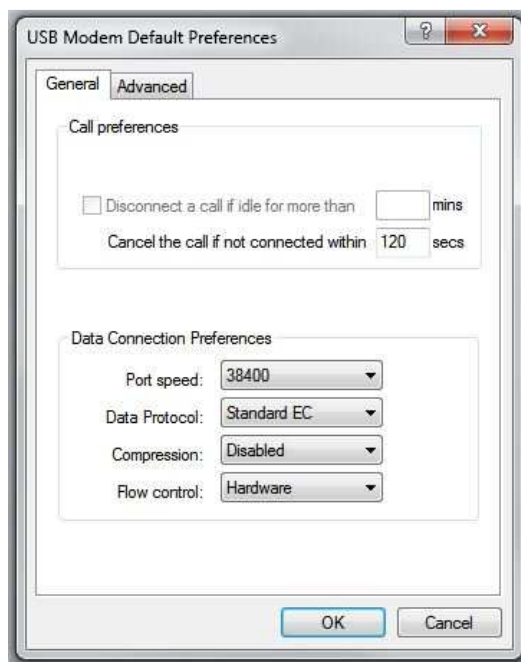 USB Modem Default Preferences
?
General Advanced
Call preferences
Disconnect a call if idle for more than mins
Cancel the call if not connected within 120 secs
Data Connection Preferences
Port speed: 38400
Data Protocol: Standard EC
Compression: Disabled
Flow control: Hardware
OK Cancel